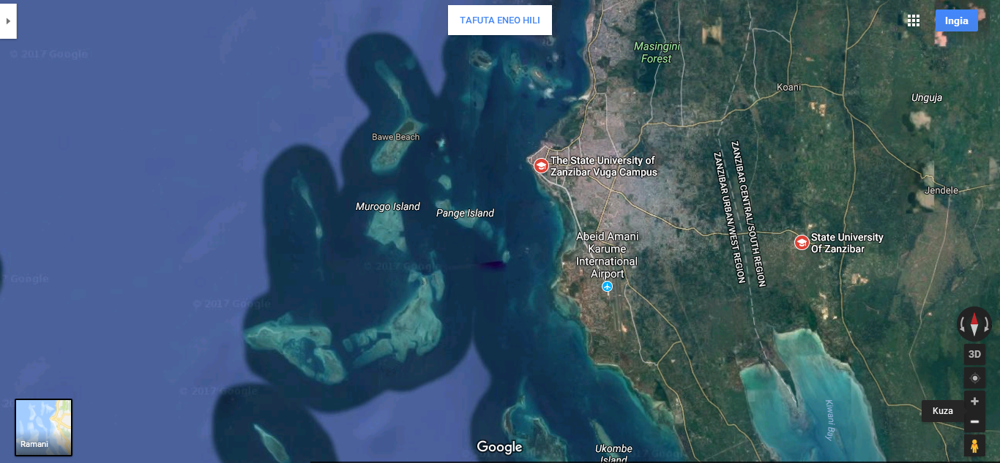 TAFUTA ENEO HILI
Ingia
© 2017 Google
Masingini
Forest
Koani
Unguja
Bawe Beach
The State University of
Zanzibar Vuga Campus
ZANZIBAR CENTRAL/SOUTH REGION
ZANZIBAR URBAN/WEST REGION
Jendele
Murogo Island
Pange Island
Abeid Amani
Karume
International
Airport
State University
Of Zanzibar
© 2017 Google
Google
© 2017 Google
3D
© 2017 Google
Kiwani Bay
Kuza
Ramani
Google
Ukombe
Island